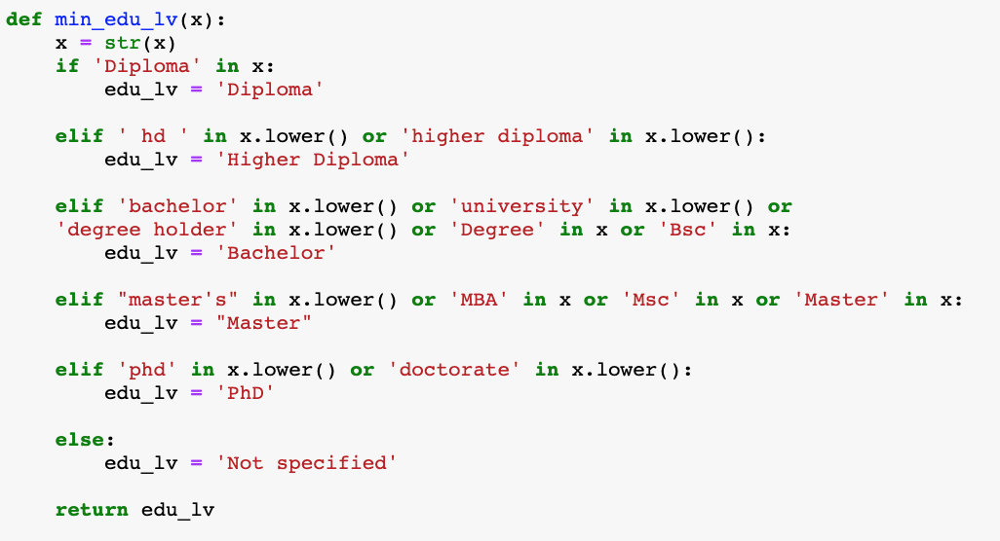 def min_edu_lv(x):
    x = str(x)
    if 'Diploma' in x:
        edu_lv = 'Diploma'

    elif ' hd ' in x.lower() or 'higher diploma' in x.lower():
        edu_lv = 'Higher Diploma'

    elif 'bachelor' in x.lower() or 'university' in x.lower() or
    'degree holder' in x.lower() or 'Degree' in x or 'Bsc' in x:
        edu_lv = 'Bachelor'

    elif "master's" in x.lower() or 'MBA' in x or 'Msc' in x or 'Master' in x:
        edu_lv = "Master"

    elif 'phd' in x.lower() or 'doctorate' in x.lower():
        edu_lv = 'PhD'

    else:
        edu_lv = 'Not specified'

    return edu_lv